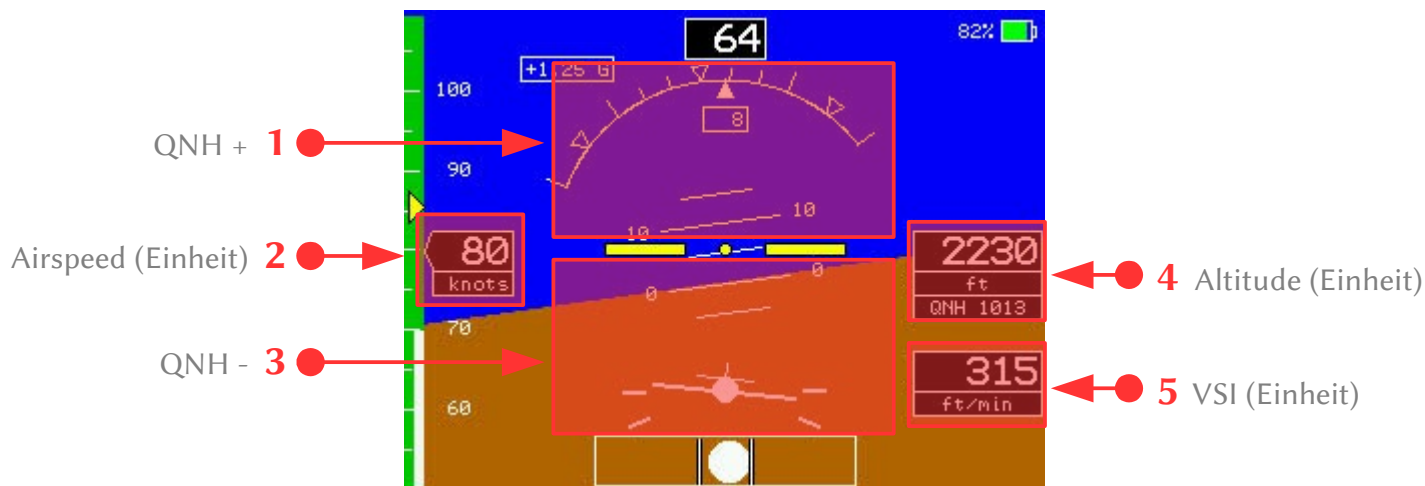 64
82%
+1,25 G
100
8
QNH + 1
90
10
10
80
2230
Airspeed (Einheit) 2
knots
ft
4 Altitude (Einheit)
0
0
QNH 1013
70
QNH - 3
315
5 VSI (Einheit)
ft/min
60